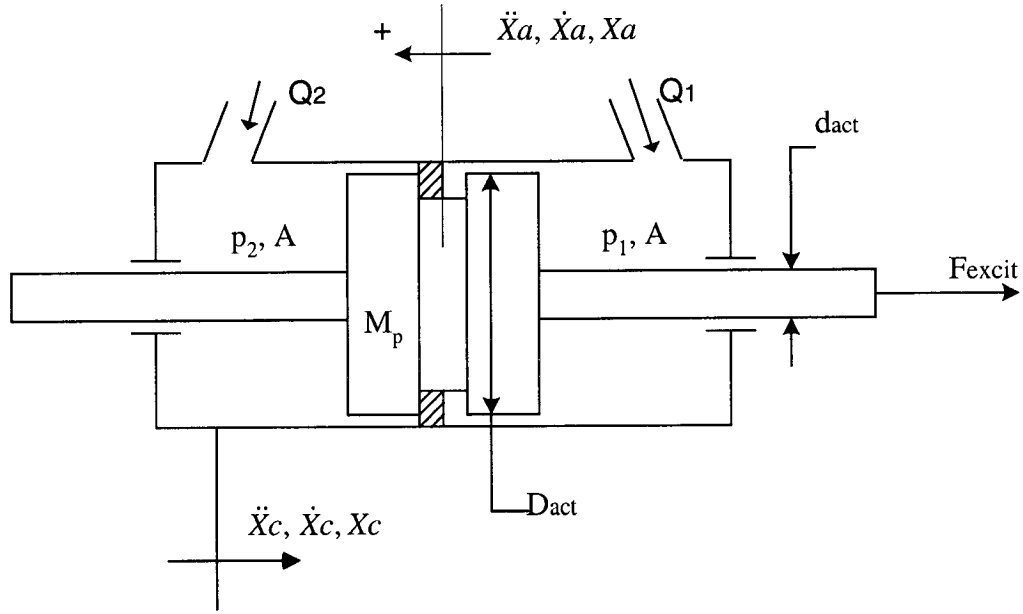 +
Ẍa, Ẋa, Xa
Q2
Q1
dact
p₂, A
p₁, A
Fexcit
Mₚ
Dact
Ẍc, Ẋc, Xc